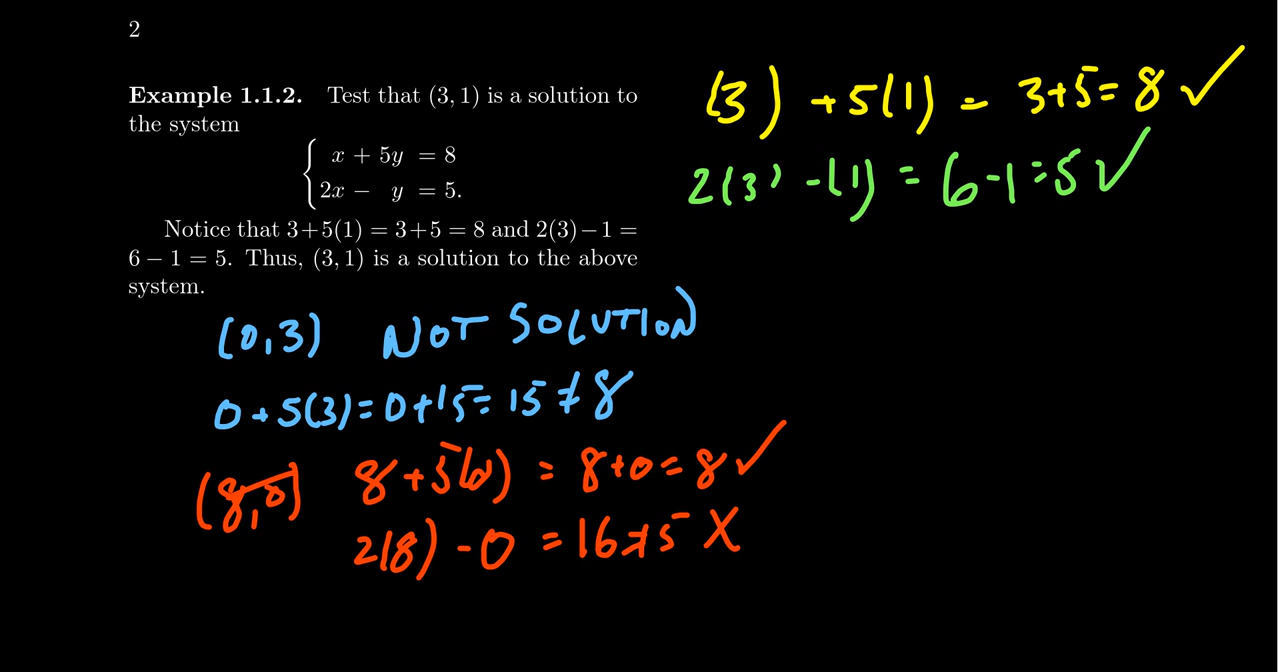 2
Example 1.1.2. Test that (3, 1) is a solution to
the system
{ x + 5y = 8
2x − y = 5.
Notice that 3+5(1) = 3+5 = 8 and 2(3)−1 =
6 − 1 = 5. Thus, (3, 1) is a solution to the above
system.
(3) + 5(1) = 3+5 = 8 ✓
2(3) -(1) = 6-1 = 5 ✓
(0,3) NOT SOLUTION
0 + 5(3) = 0+15 = 15 ≠ 8
(8,0) 8 + 5(0) = 8+0 = 8 ✓
2(8) - 0 = 16 ≠ 5 X